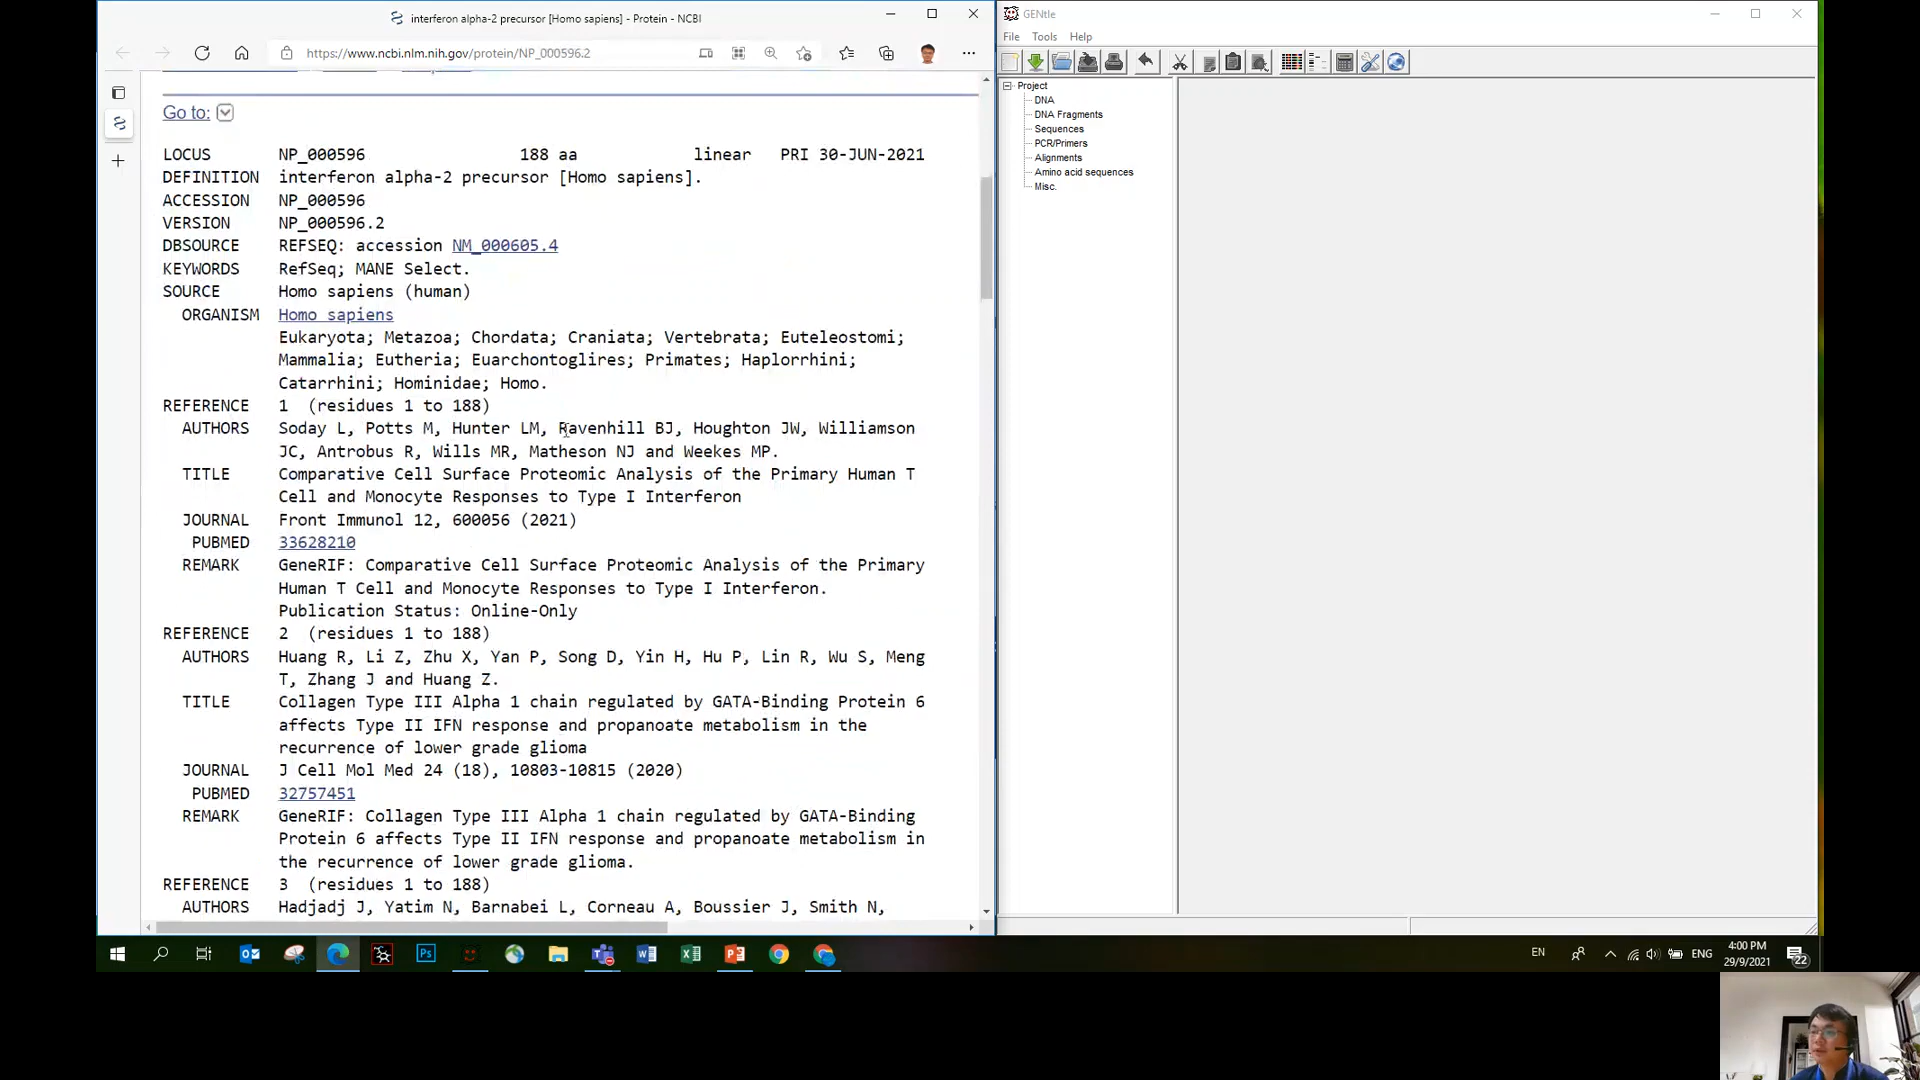 interferon alpha-2 precursor [Homo sapiens] - Protein - NCBI
https://www.ncbi.nlm.nih.gov/protein/NP_000596.2
Go to:
LOCUS NP_000596 188 aa linear PRI 30-JUN-2021
DEFINITION interferon alpha-2 precursor [Homo sapiens].
ACCESSION NP_000596
VERSION NP_000596.2
DBSOURCE REFSEQ: accession NM_000605.4
KEYWORDS RefSeq; MANE Select.
SOURCE Homo sapiens (human)
ORGANISM Homo sapiens
Eukaryota; Metazoa; Chordata; Craniata; Vertebrata; Euteleostomi;
Mammalia; Eutheria; Euarchontoglires; Primates; Haplorrhini;
Catarrhini; Hominidae; Homo.
REFERENCE 1 (residues 1 to 188)
AUTHORS Soday L, Potts M, Hunter LM, Ravenhill BJ, Houghton JW, Williamson
JC, Antrobus R, Wills MR, Matheson NJ and Weekes MP.
TITLE Comparative Cell Surface Proteomic Analysis of the Primary Human T
Cell and Monocyte Responses to Type I Interferon
JOURNAL Front Immunol 12, 600056 (2021)
PUBMED 33628210
REMARK GeneRIF: Comparative Cell Surface Proteomic Analysis of the Primary
Human T Cell and Monocyte Responses to Type I Interferon.
Publication Status: Online-Only
REFERENCE 2 (residues 1 to 188)
AUTHORS Huang R, Li Z, Zhu X, Yan P, Song D, Yin H, Hu P, Lin R, Wu S, Meng
T, Zhang J and Huang Z.
TITLE Collagen Type III Alpha 1 chain regulated by GATA-Binding Protein 6
affects Type II IFN response and propanoate metabolism in the
recurrence of lower grade glioma
JOURNAL J Cell Mol Med 24 (18), 10803-10815 (2020)
PUBMED 32757451
REMARK GeneRIF: Collagen Type III Alpha 1 chain regulated by GATA-Binding
Protein 6 affects Type II IFN response and propanoate metabolism in
the recurrence of lower grade glioma.
REFERENCE 3 (residues 1 to 188)
AUTHORS Hadjadj J, Yatim N, Barnabei L, Corneau A, Boussier J, Smith N,
GENtle
File Tools Help
Project
DNA
DNA Fragments
Sequences
PCR/Primers
Alignments
Amino acid sequences
Misc.
EN
ENG
4:00 PM
29/9/2021
22